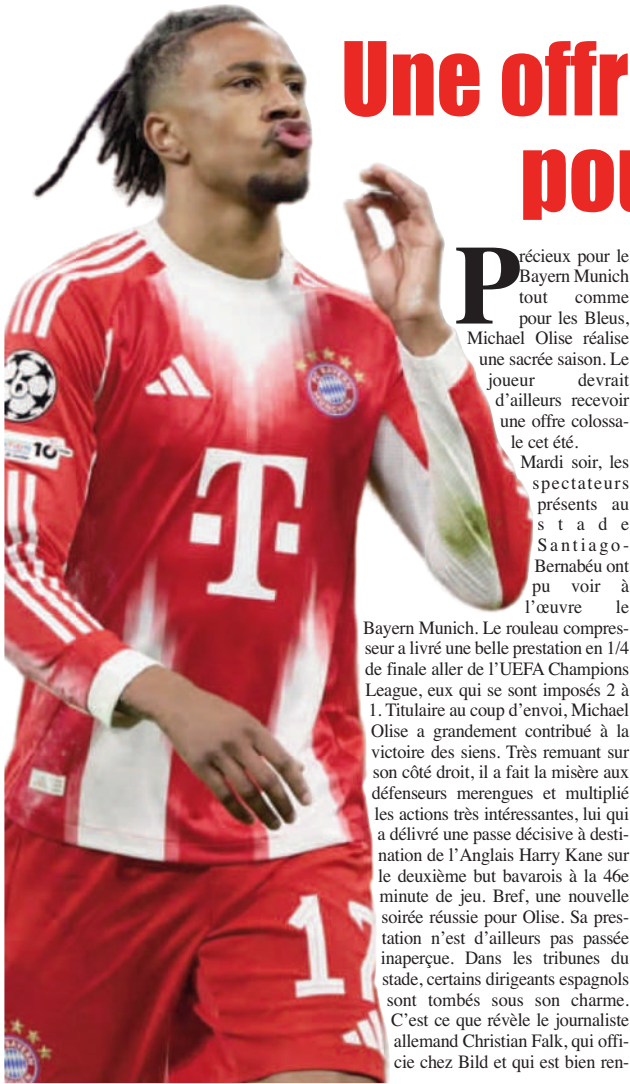 Une offr
pou
Précieux pour le
Bayern Munich
tout comme
pour les Bleus,
Michael Olise réalise
une sacrée saison. Le
joueur devrait
d'ailleurs recevoir
une offre colossa-
le cet été.
Mardi soir, les
spectateurs
présents au
stade
Santiago-
Bernabéu ont
pu voir à
l'œuvre le
Bayern Munich. Le rouleau compres-
seur a livré une belle prestation en 1/4
de finale aller de l'UEFA Champions
League, eux qui se sont imposés 2 à
1. Titulaire au coup d'envoi, Michael
Olise a grandement contribué à la
victoire des siens. Très remuant sur
son côté droit, il a fait la misère aux
défenseurs merengues et multiplié
les actions très intéressantes, lui qui
a délivré une passe décisive à desti-
nation de l'Anglais Harry Kane sur
le deuxième but bavarois à la 46e
minute de jeu. Bref, une nouvelle
soirée réussie pour Olise. Sa pres-
tation n'est d'ailleurs pas passée
inaperçue. Dans les tribunes du
stade, certains dirigeants espagnols
sont tombés sous son charme.
C'est ce que révèle le journaliste
allemand Christian Falk, qui offi-
cie chez Bild et qui est bien ren-
6
10
T
FC BAYERN
MÜNCHEN
17